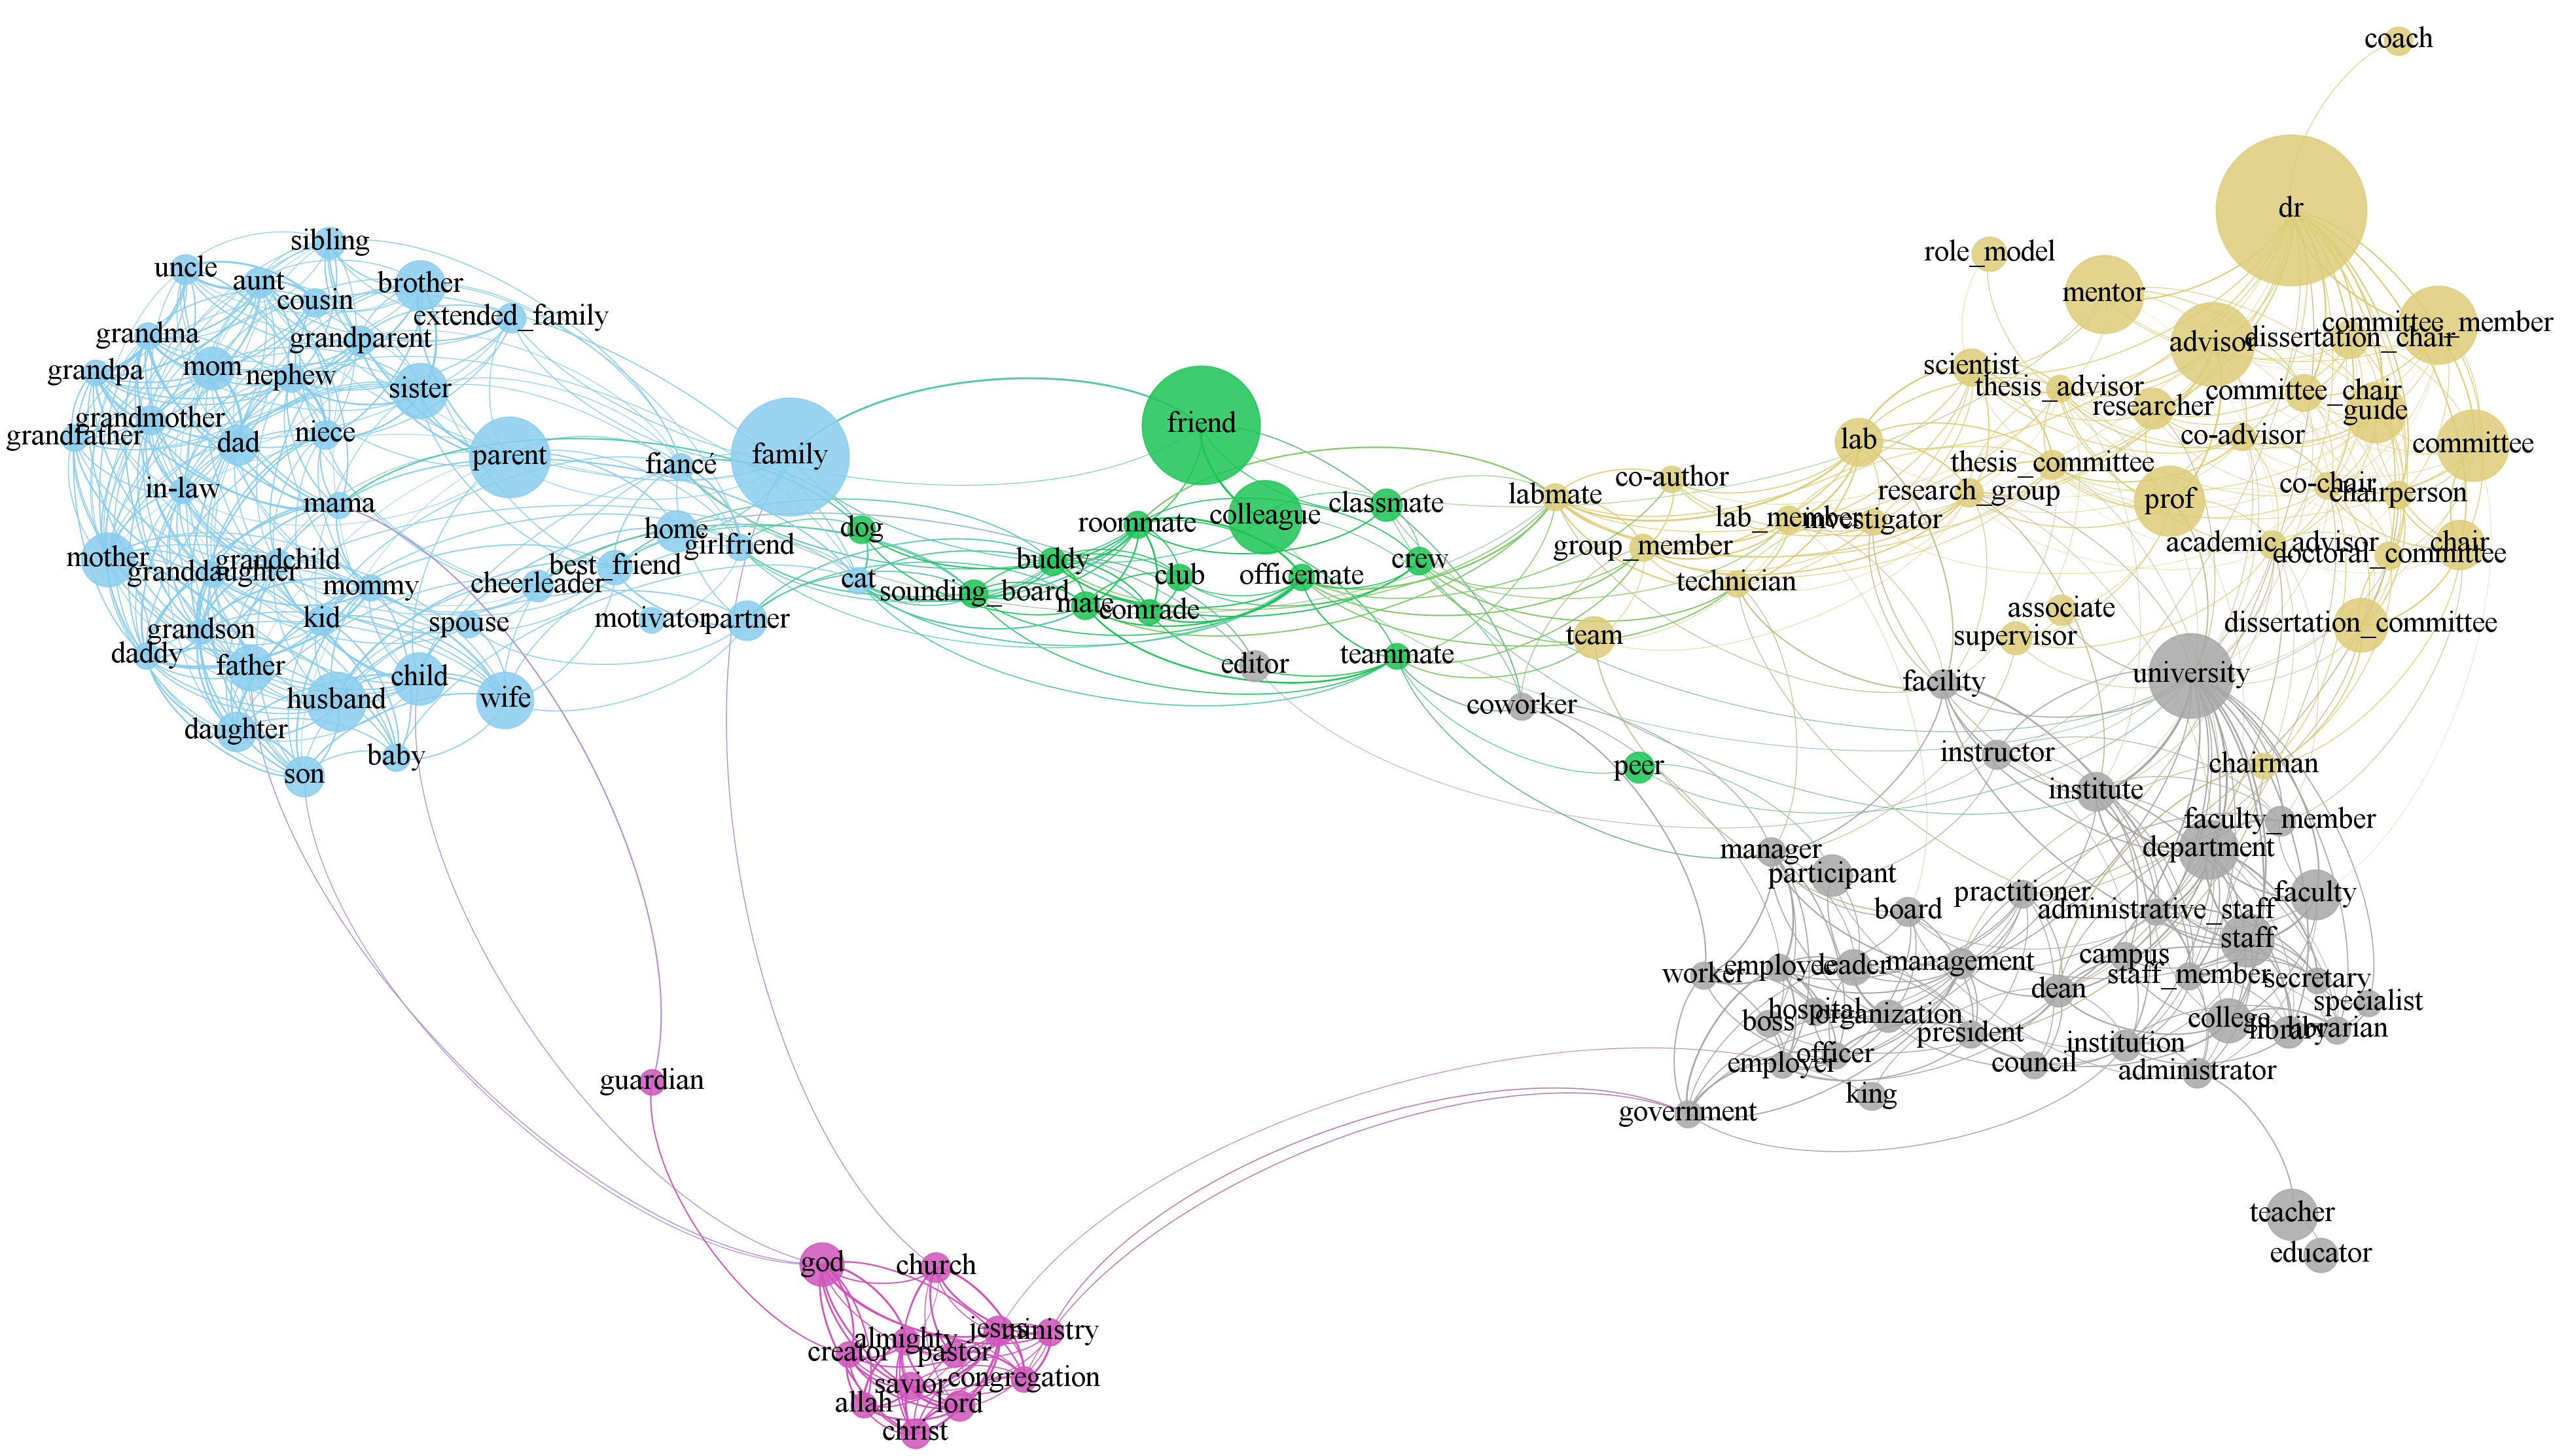 coach
dr
sibling
role_model
uncle
aunt
brother
cousin
mentor
extended_family
committee_member
grandma
grandparent
advisor
dissertation_chair
grandpa
mom
nephew
sister
scientist
thesis_advisor
committee_chair
researcher
guide
grandmother
friend
grandfather
dad
niece
co-advisor
lab
committee
parent
family
fiancé
thesis_committee
in-law
co-author
research_group
co-chair
chairperson
mama
labmate
prof
classmate
colleague
roommate
lab_member
investigator
dog
home
girlfriend
group_member
academic_advisor
chair
doctoral_committee
mother
grandchild
granddaughter
best_friend
buddy
crew
mommy
cheerleader
cat
sounding_board
club
officemate
technician
mate
comrade
kid
spouse
motivator
partner
associate
grandson
team
supervisor
dissertation_committee
daddy
father
editor
teammate
child
university
facility
husband
wife
coworker
daughter
instructor
baby
son
peer
chairman
institute
faculty_member
manager
department
participant
practitioner
faculty
board
administrative_staff
staff
campus
worker
employee
leader
management
staff_member
secretary
dean
specialist
hospital
organization
boss
college
president
library
librarian
institution
officer
employer
council
administrator
guardian
king
government
teacher
educator
god
church
jesus
ministry
almighty
creator
pastor
savior
congregation
allah
lord
christ